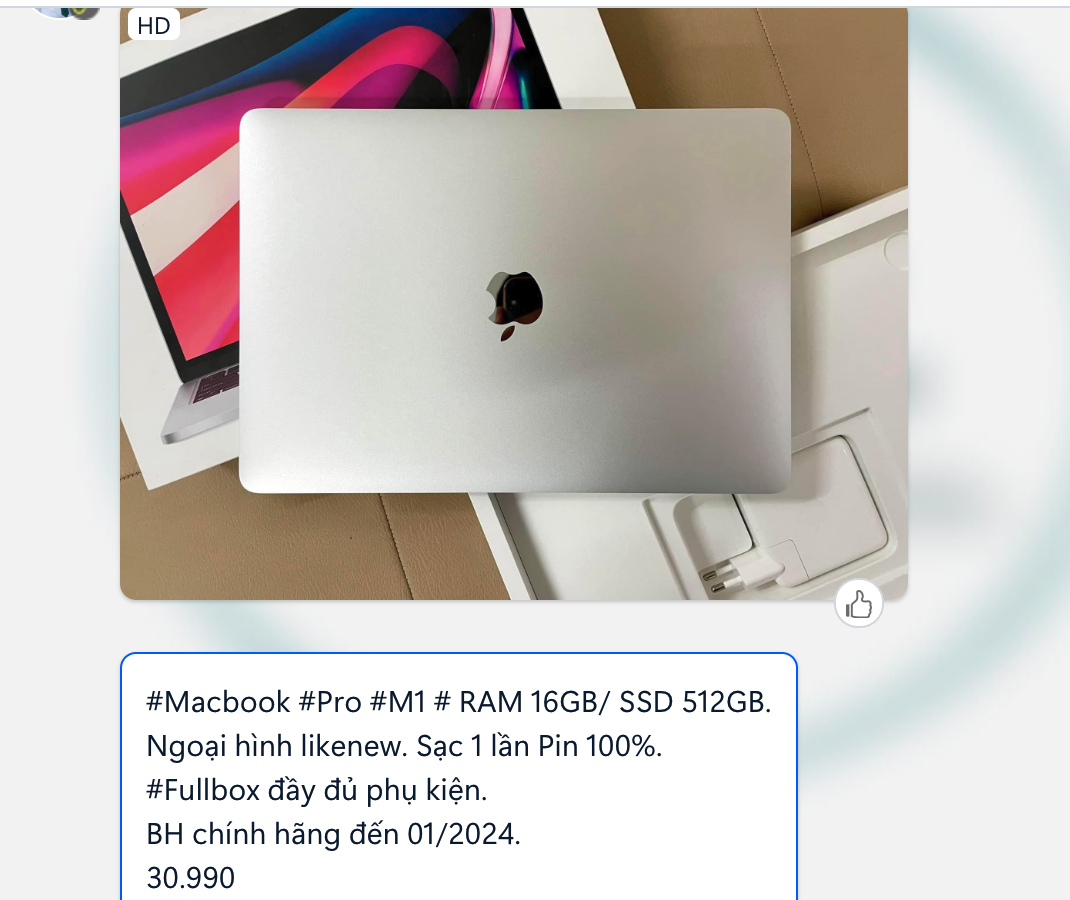 HD
#Macbook #Pro #M1 # RAM 16GB/ SSD 512GB.
Ngoại hình likenew. Sạc 1 lần Pin 100%.
#Fullbox đầy đủ phụ kiện.
BH chính hãng đến 01/2024.
30.990